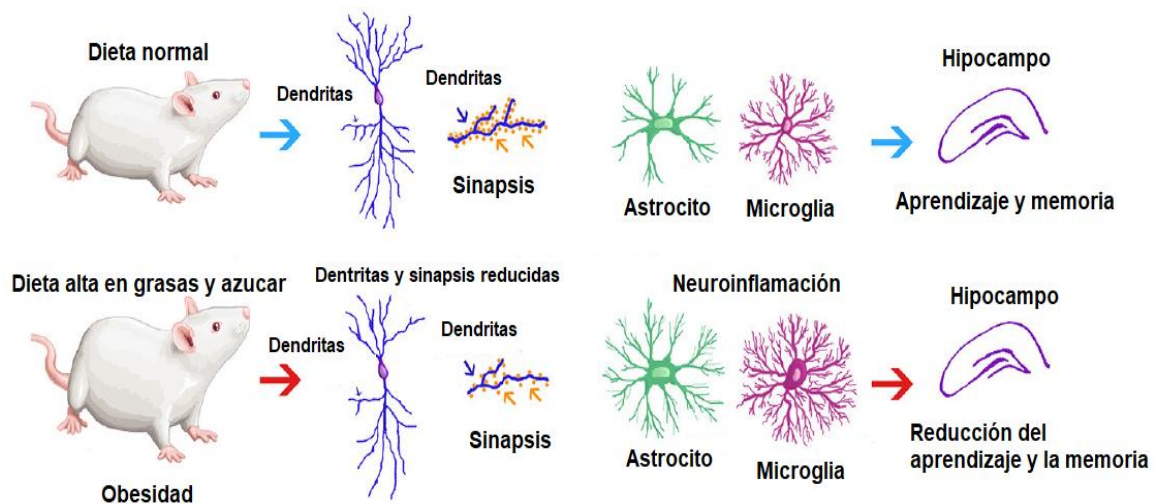 Dieta normal
Dendritas
Dendritas
Sinapsis
Astrocito
Microglia
Hipocampo
Aprendizaje y memoria
Dieta alta en grasas y azucar
Obesidad
Dentritas y sinapsis reducidas
Dendritas
Dendritas
Sinapsis
Neuroinflamación
Astrocito
Microglia
Hipocampo
Reducción del
aprendizaje y la memoria